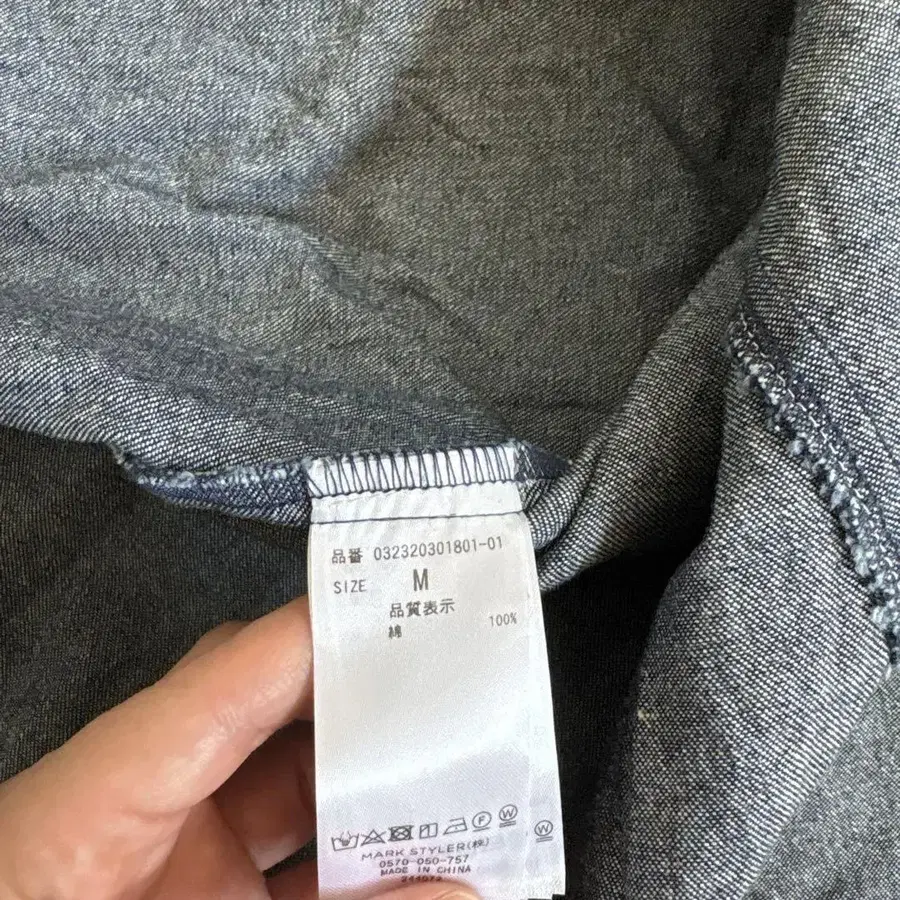 品番 032320301801-01
SIZE M
品質表示
綿 100%
F W
W
MARK STYLER(株)
0570-050-757
MADE IN CHINA